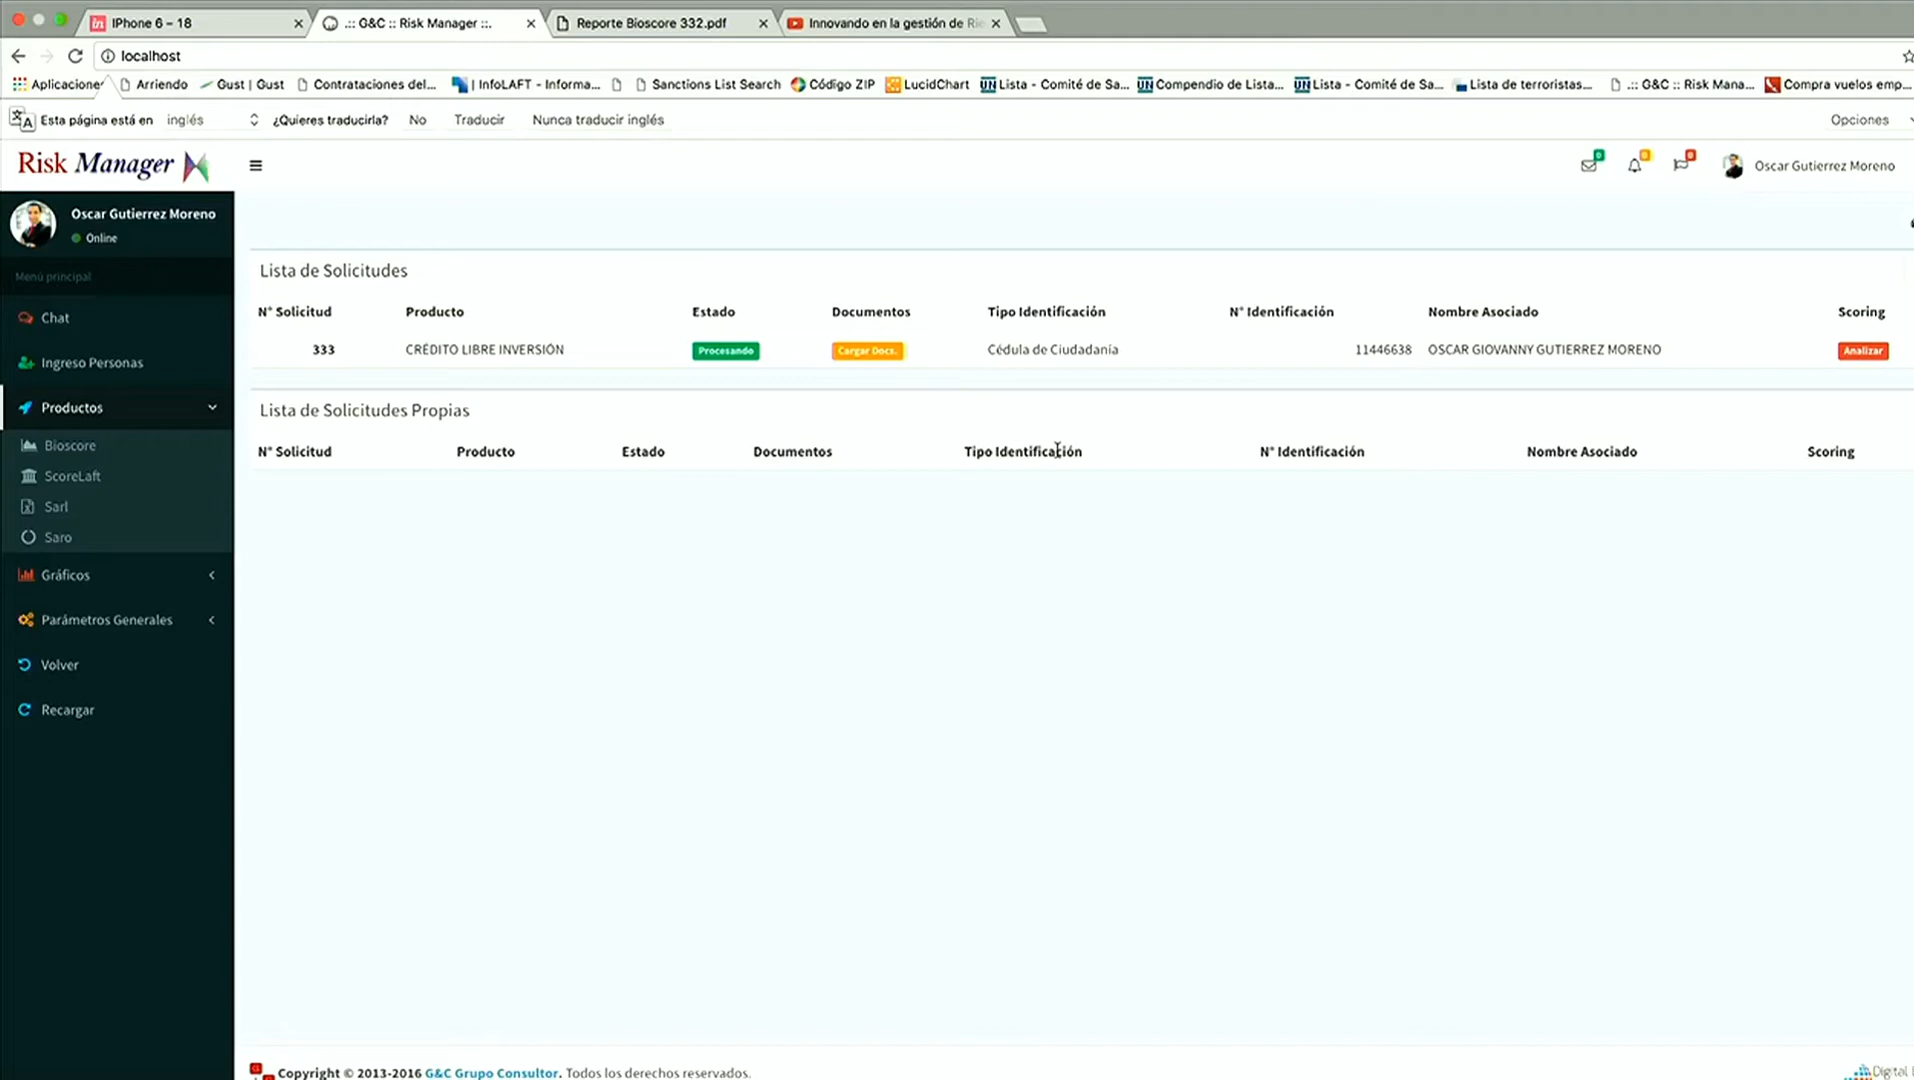 IPhone 6 – 18
.:: G&C :: Risk Manager ::.
Reporte Bioscore 332.pdf
Innovando en la gestión de Rie
localhost
Aplicacione
Arriendo
Gust | Gust
Contrataciones del...
| InfoLAFT - Informa...
Sanctions List Search
Código ZIP
LucidChart
Lista - Comité de Sa...
Compendio de Lista...
Lista - Comité de Sa...
Lista de terroristas...
.:: G&C :: Risk Mana...
Compra vuelos emp...
Esta página está en inglés ¿Quieres traducirla? No Traducir Nunca traducir inglés Opciones
Risk Manager
Oscar Gutierrez Moreno
Oscar Gutierrez Moreno
Online
Menú principal
Chat
Ingreso Personas
Productos
Bioscore
ScoreLaft
Sarl
Saro
Gráficos
Parámetros Generales
Volver
Recargar
Lista de Solicitudes
N° Solicitud Producto Estado Documentos Tipo Identificación N° Identificación Nombre Asociado Scoring
333 CRÉDITO LIBRE INVERSIÓN Procesando Cargar Docs. Cédula de Ciudadanía 11446638 OSCAR GIOVANNY GUTIERREZ MORENO Analizar
Lista de Solicitudes Propias
N° Solicitud Producto Estado Documentos Tipo Identificación N° Identificación Nombre Asociado Scoring
Copyright © 2013-2016 G&C Grupo Consultor. Todos los derechos reservados.
Digital